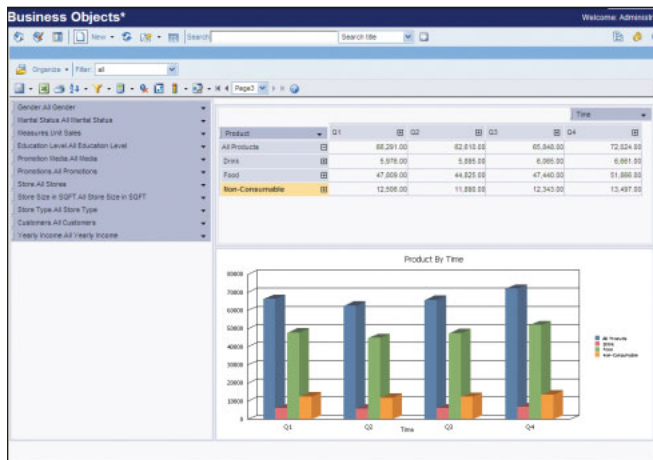 Business Objects*
Welcome: Administr
New
Search
Search title
Organize
Filter: all
Page3
Gender.All Gender
Marital Status.All Marital Status
Measures.Unit Sales
Education Level.All Education Level
Promotion Media.All Media
Promotions.All Promotions
Store.All Stores
Store Size in SQFT.All Store Size in SQFT
Store Type.All Store Type
Customers.All Customers
Yearly Income.All Yearly Income
Time
Product Q1 Q2 Q3 Q4
All Products 66,291.00 62,610.00 65,848.00 72,024.00
Drink 5,976.00 5,895.00 6,065.00 6,661.00
Food 47,809.00 44,825.00 47,440.00 51,866.00
Non-Consumable 12,506.00 11,890.00 12,343.00 13,497.00
Product By Time
80000
70000
60000
50000
40000
30000
20000
10000
0
Q1 Q2 Q3 Q4
Time
All Products
Drink
Food
Non-Consumable